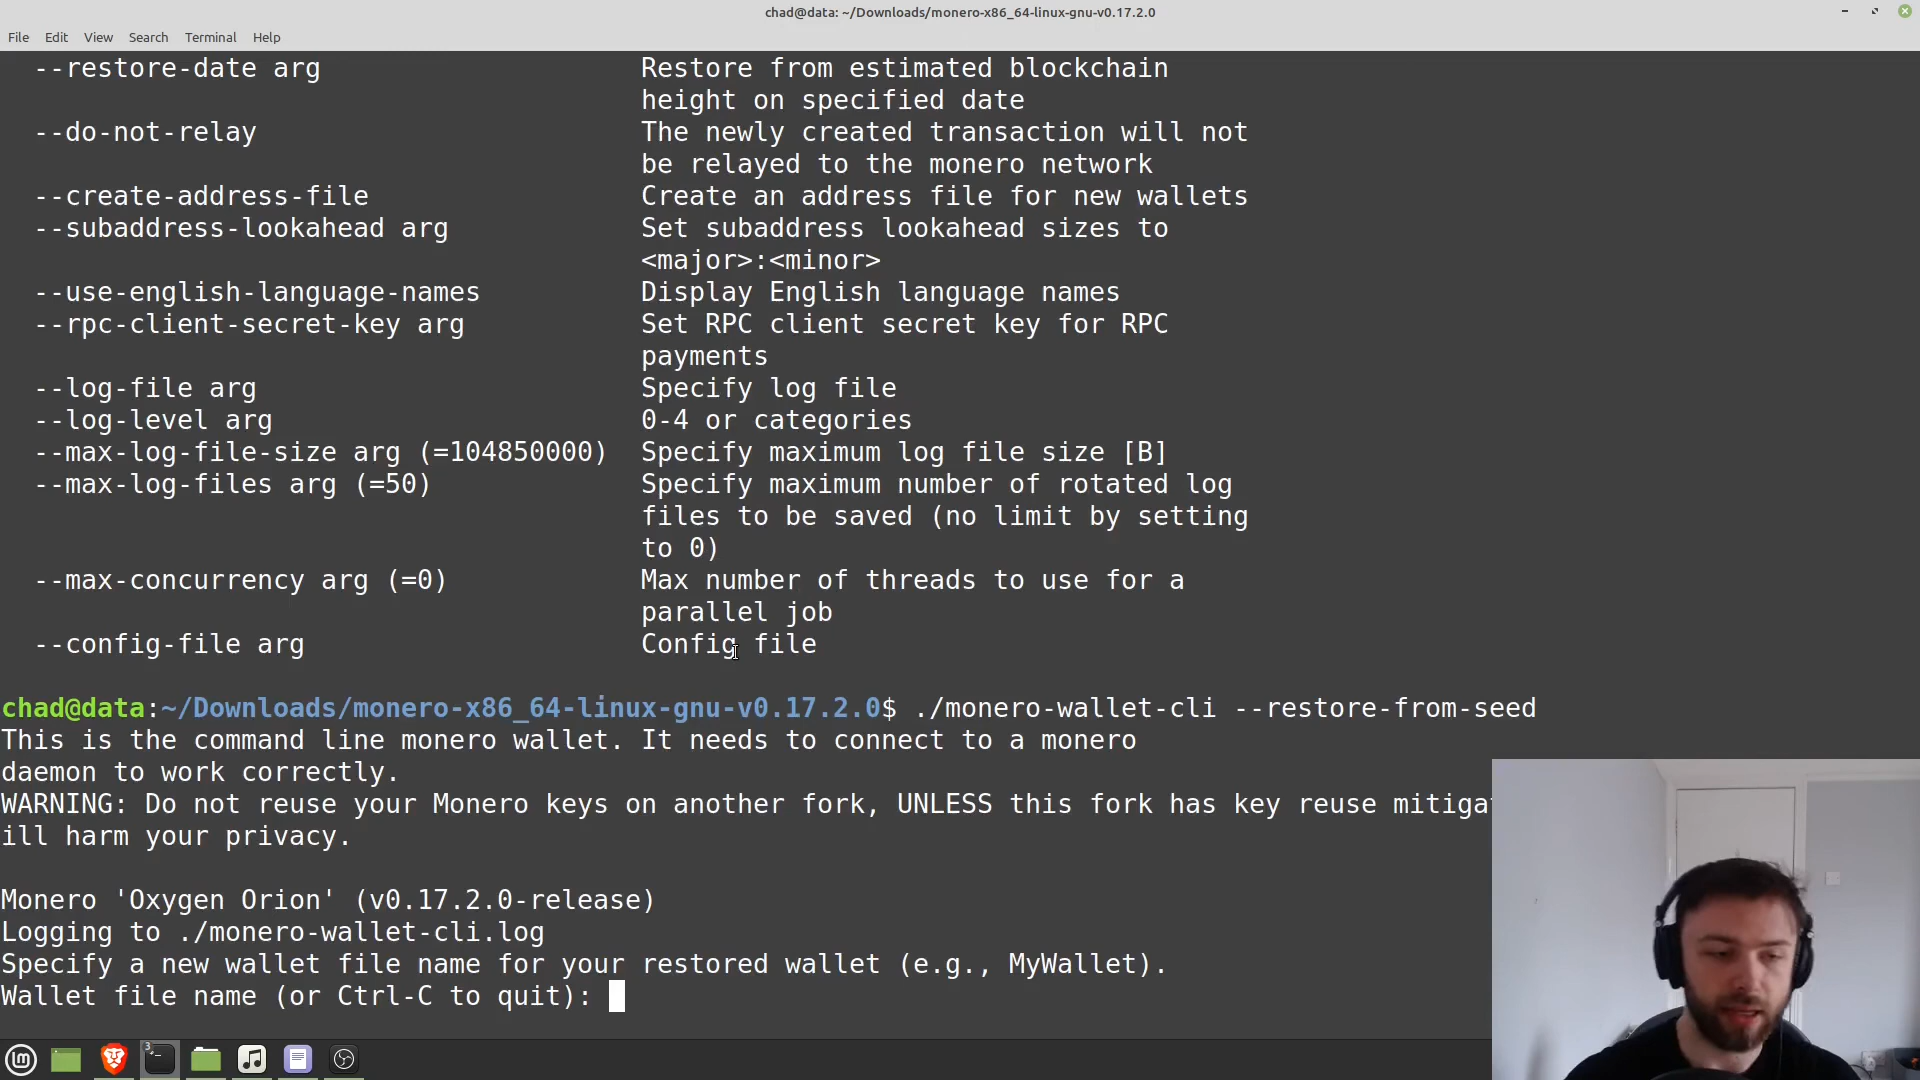 chad@data: ~/Downloads/monero-x86_64-linux-gnu-v0.17.2.0
File Edit View Search Terminal Help
--restore-date arg Restore from estimated blockchain
height on specified date
--do-not-relay The newly created transaction will not
be relayed to the monero network
--create-address-file Create an address file for new wallets
--subaddress-lookahead arg Set subaddress lookahead sizes to
<major>:<minor>
--use-english-language-names Display English language names
--rpc-client-secret-key arg Set RPC client secret key for RPC
payments
--log-file arg Specify log file
--log-level arg 0-4 or categories
--max-log-file-size arg (=104850000) Specify maximum log file size [B]
--max-log-files arg (=50) Specify maximum number of rotated log
files to be saved (no limit by setting
to 0)
--max-concurrency arg (=0) Max number of threads to use for a
parallel job
--config-file arg Config file
chad@data:~/Downloads/monero-x86_64-linux-gnu-v0.17.2.0$ ./monero-wallet-cli --restore-from-seed
This is the command line monero wallet. It needs to connect to a monero
daemon to work correctly.
WARNING: Do not reuse your Monero keys on another fork, UNLESS this fork has key reuse mitigat
ill harm your privacy.
Monero 'Oxygen Orion' (v0.17.2.0-release)
Logging to ./monero-wallet-cli.log
Specify a new wallet file name for your restored wallet (e.g., MyWallet).
Wallet file name (or Ctrl-C to quit):
3